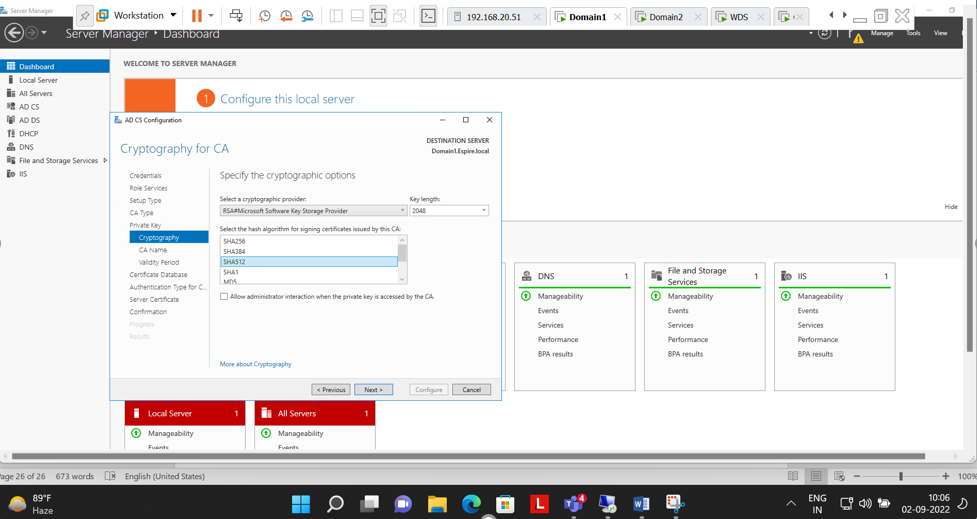 Server Manager
Workstation
192.168.20.51
Domain1
Domain2
WDS
Server Manager
Dashboard
Manage
Tools
View
Dashboard
Local Server
All Servers
AD CS
AD DS
DHCP
DNS
File and Storage Services
IIS
WELCOME TO SERVER MANAGER
1 Configure this local server
Hide
AD CS Configuration
Cryptography for CA
DESTINATION SERVER
Domain1.Espire.local
Credentials
Role Services
Setup Type
CA Type
Private Key
Cryptography
CA Name
Validity Period
Certificate Database
Authentication Type for C...
Server Certificate
Confirmation
Progress
Results
Specify the cryptographic options
Select a cryptographic provider:
Key length:
RSA#Microsoft Software Key Storage Provider
2048
Select the hash algorithm for signing certificates issued by this CA:
SHA256
SHA384
SHA512
SHA1
MD5
Allow administrator interaction when the private key is accessed by the CA.
More about Cryptography
< Previous
Next >
Configure
Cancel
DNS 1
Manageability
Events
Services
Performance
BPA results
File and Storage
Services 1
Manageability
Events
Services
Performance
BPA results
IIS 1
Manageability
Events
Services
Performance
BPA results
Local Server 1
Manageability
Events
All Servers 1
Manageability
Events
age 26 of 26
673 words
English (United States)
100%
89°F
Haze
L
4
ENG
IN
10:06
02-09-2022